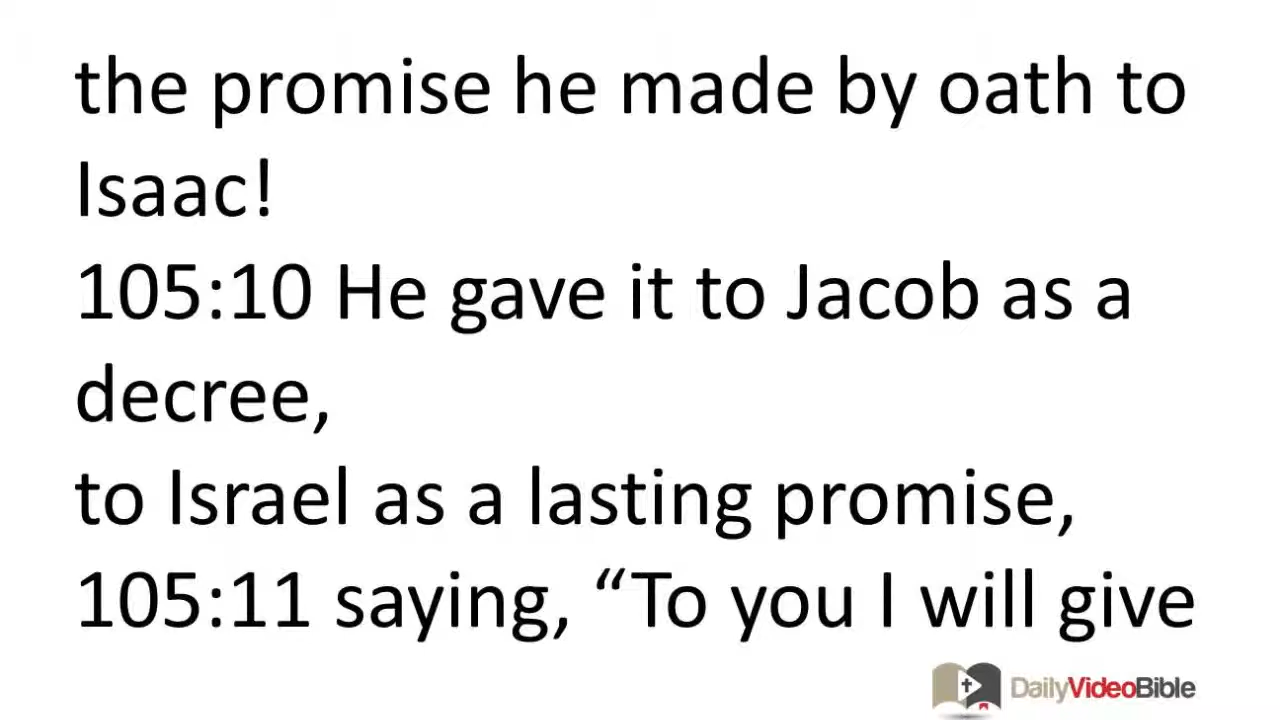 the promise he made by oath to
Isaac!
105:10 He gave it to Jacob as a
decree,
to Israel as a lasting promise,
105:11 saying, “To you I will give
DailyVideoBible